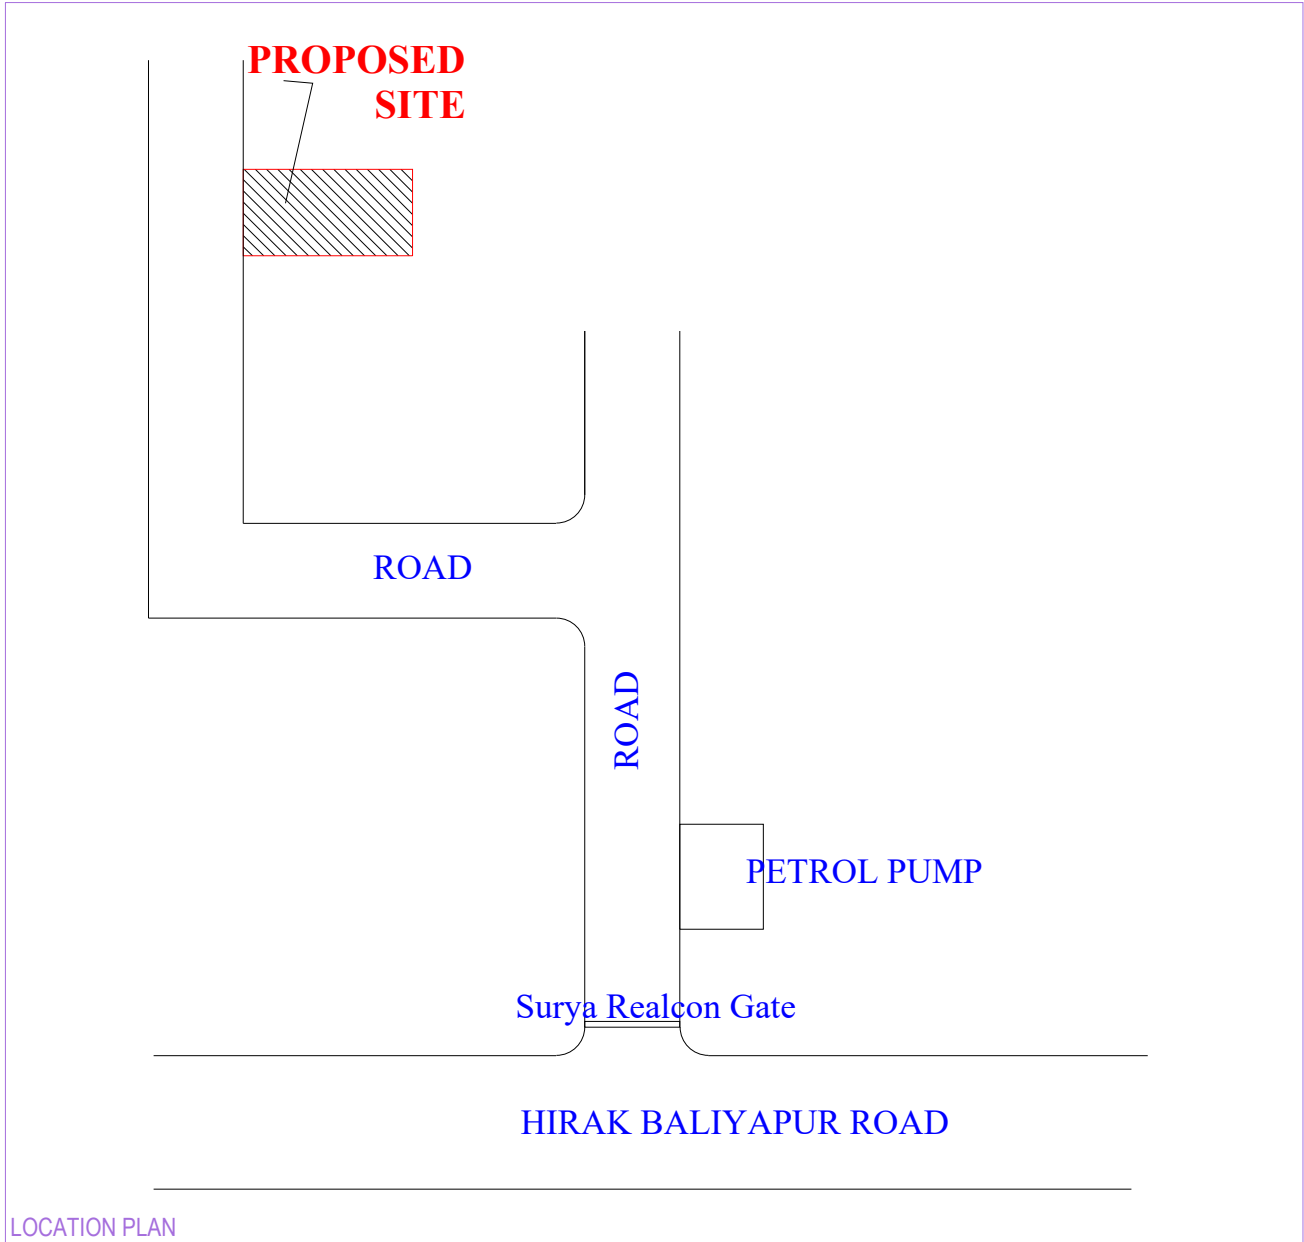 PROPOSED
SITE
ROAD
ROAD
PETROL PUMP
Surya Realcon Gate
HIRAK BALIYAPUR ROAD
LOCATION PLAN